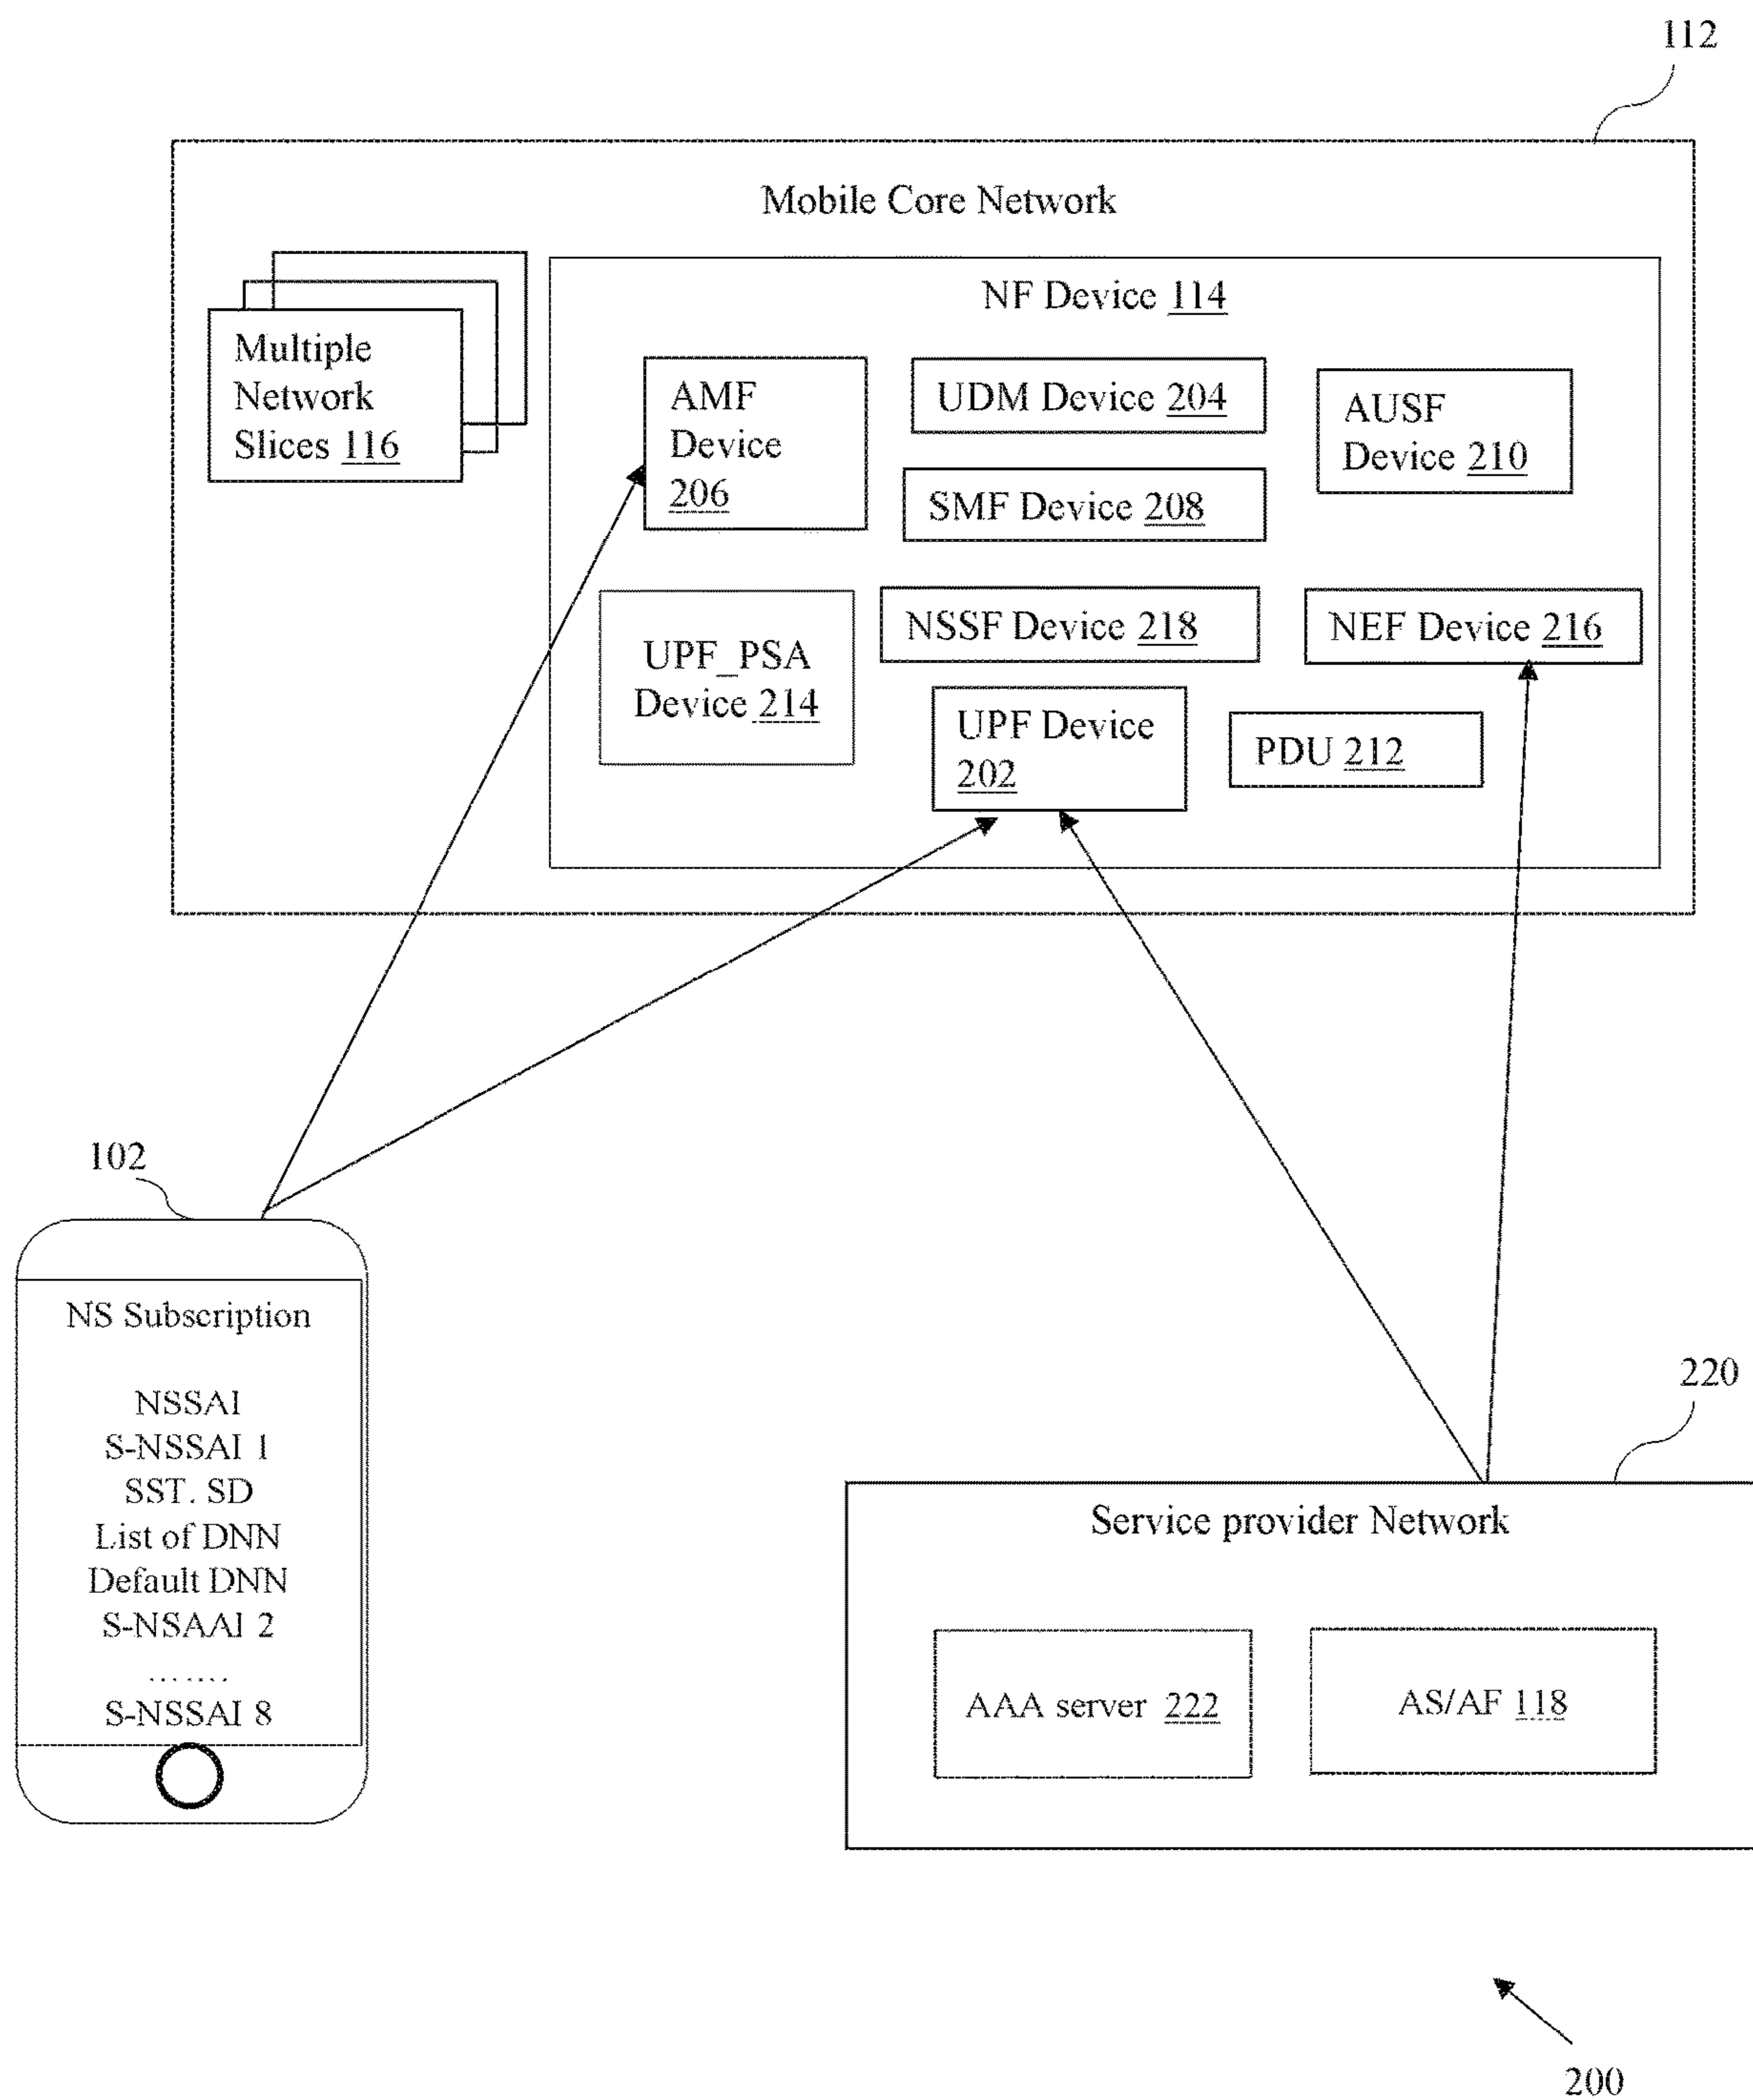 112
Mobile Core Network
NF Device 114
Multiple
Network
Slices 116
AMF
Device
206
UDM Device 204
AUSF
Device 210
SMF Device 208
UPF_PSA
Device 214
NSSF Device 218
NEF Device 216
UPF Device
202
PDU 212
102
NS Subscription
NSSAI
S-NSSAI 1
SST. SD
List of DNN
Default DNN
S-NSAAI 2
.......
S-NSSAI 8
220
Service provider Network
AAA server 222
AS/AF 118
200